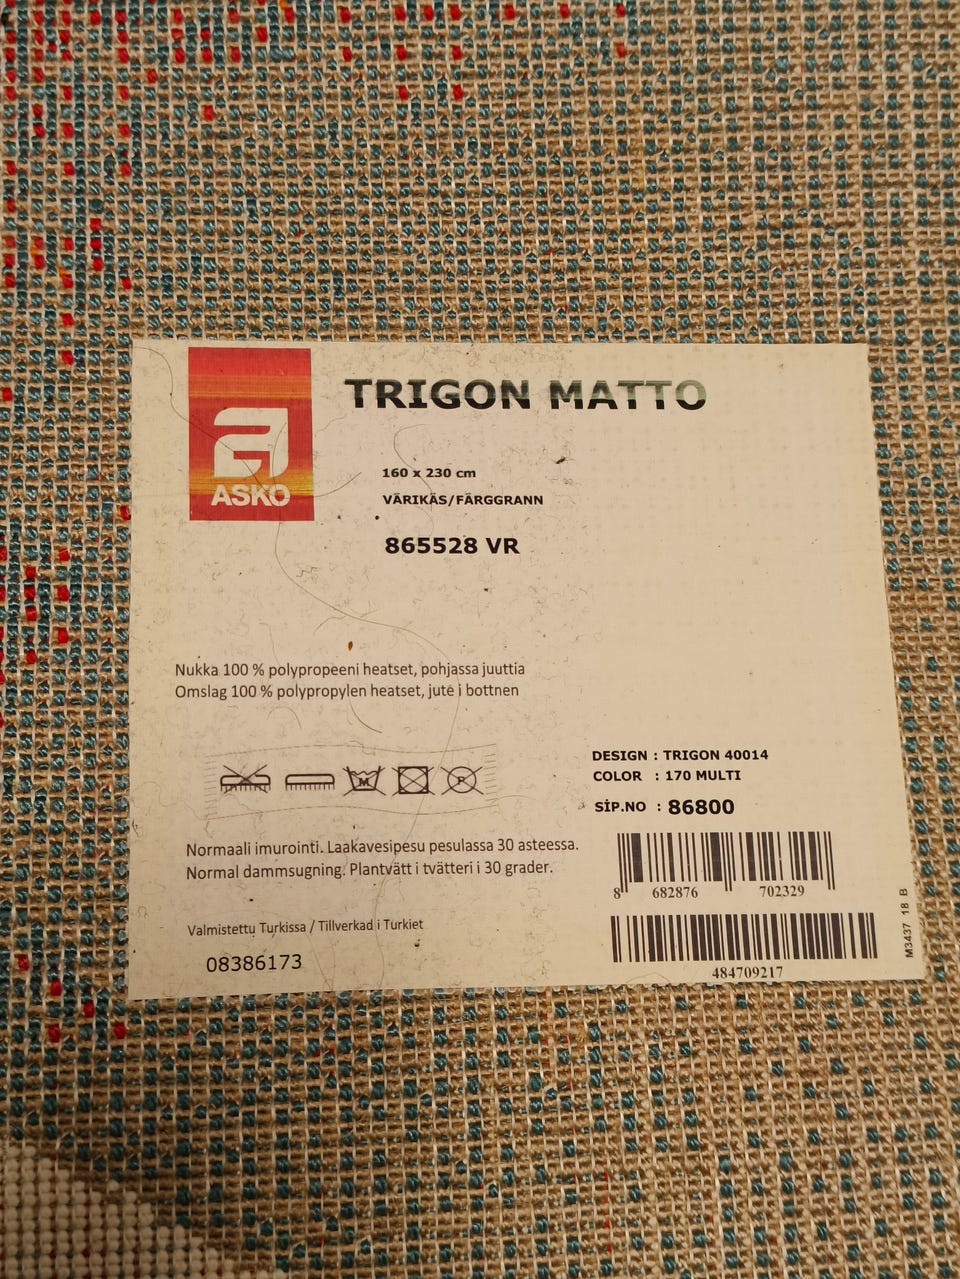 TRIGON MATTO
ASKO
160 x 230 cm
VÄRIKÄS/FÄRGGRANN
865528 VR
Nukka 100 % polypropeeni heatset, pohjassa juuttia
Omslag 100 % polypropylen heatset, jute i bottnen
DESIGN : TRIGON 40014
COLOR : 170 MULTI
SİP.NO : 86800
M
P
Normaali imurointi. Laakavesipesu pesulassa 30 asteessa.
Normal dammsugning. Plantvätt i tvätteri i 30 grader.
8 682876 702329
Valmistettu Turkissa / Tillverkad i Turkiet
08386173
484709217
M3437 18 B